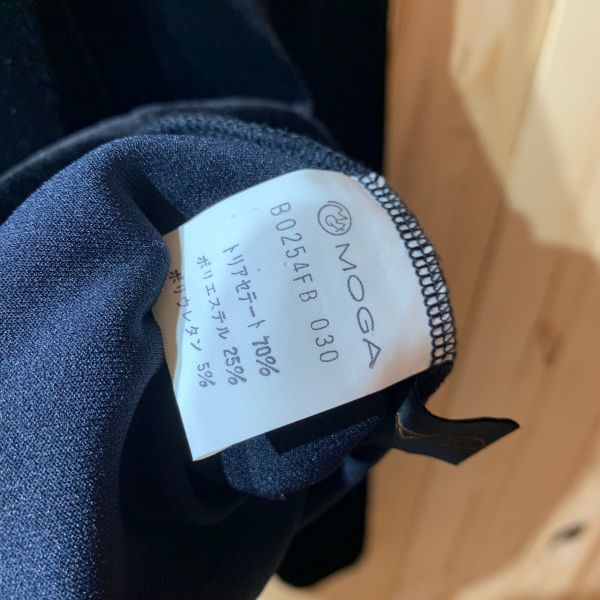 MOGA
B0254FB 030
トリアセテート 70%
ポリエステル 25%
ポリウレタン 5%